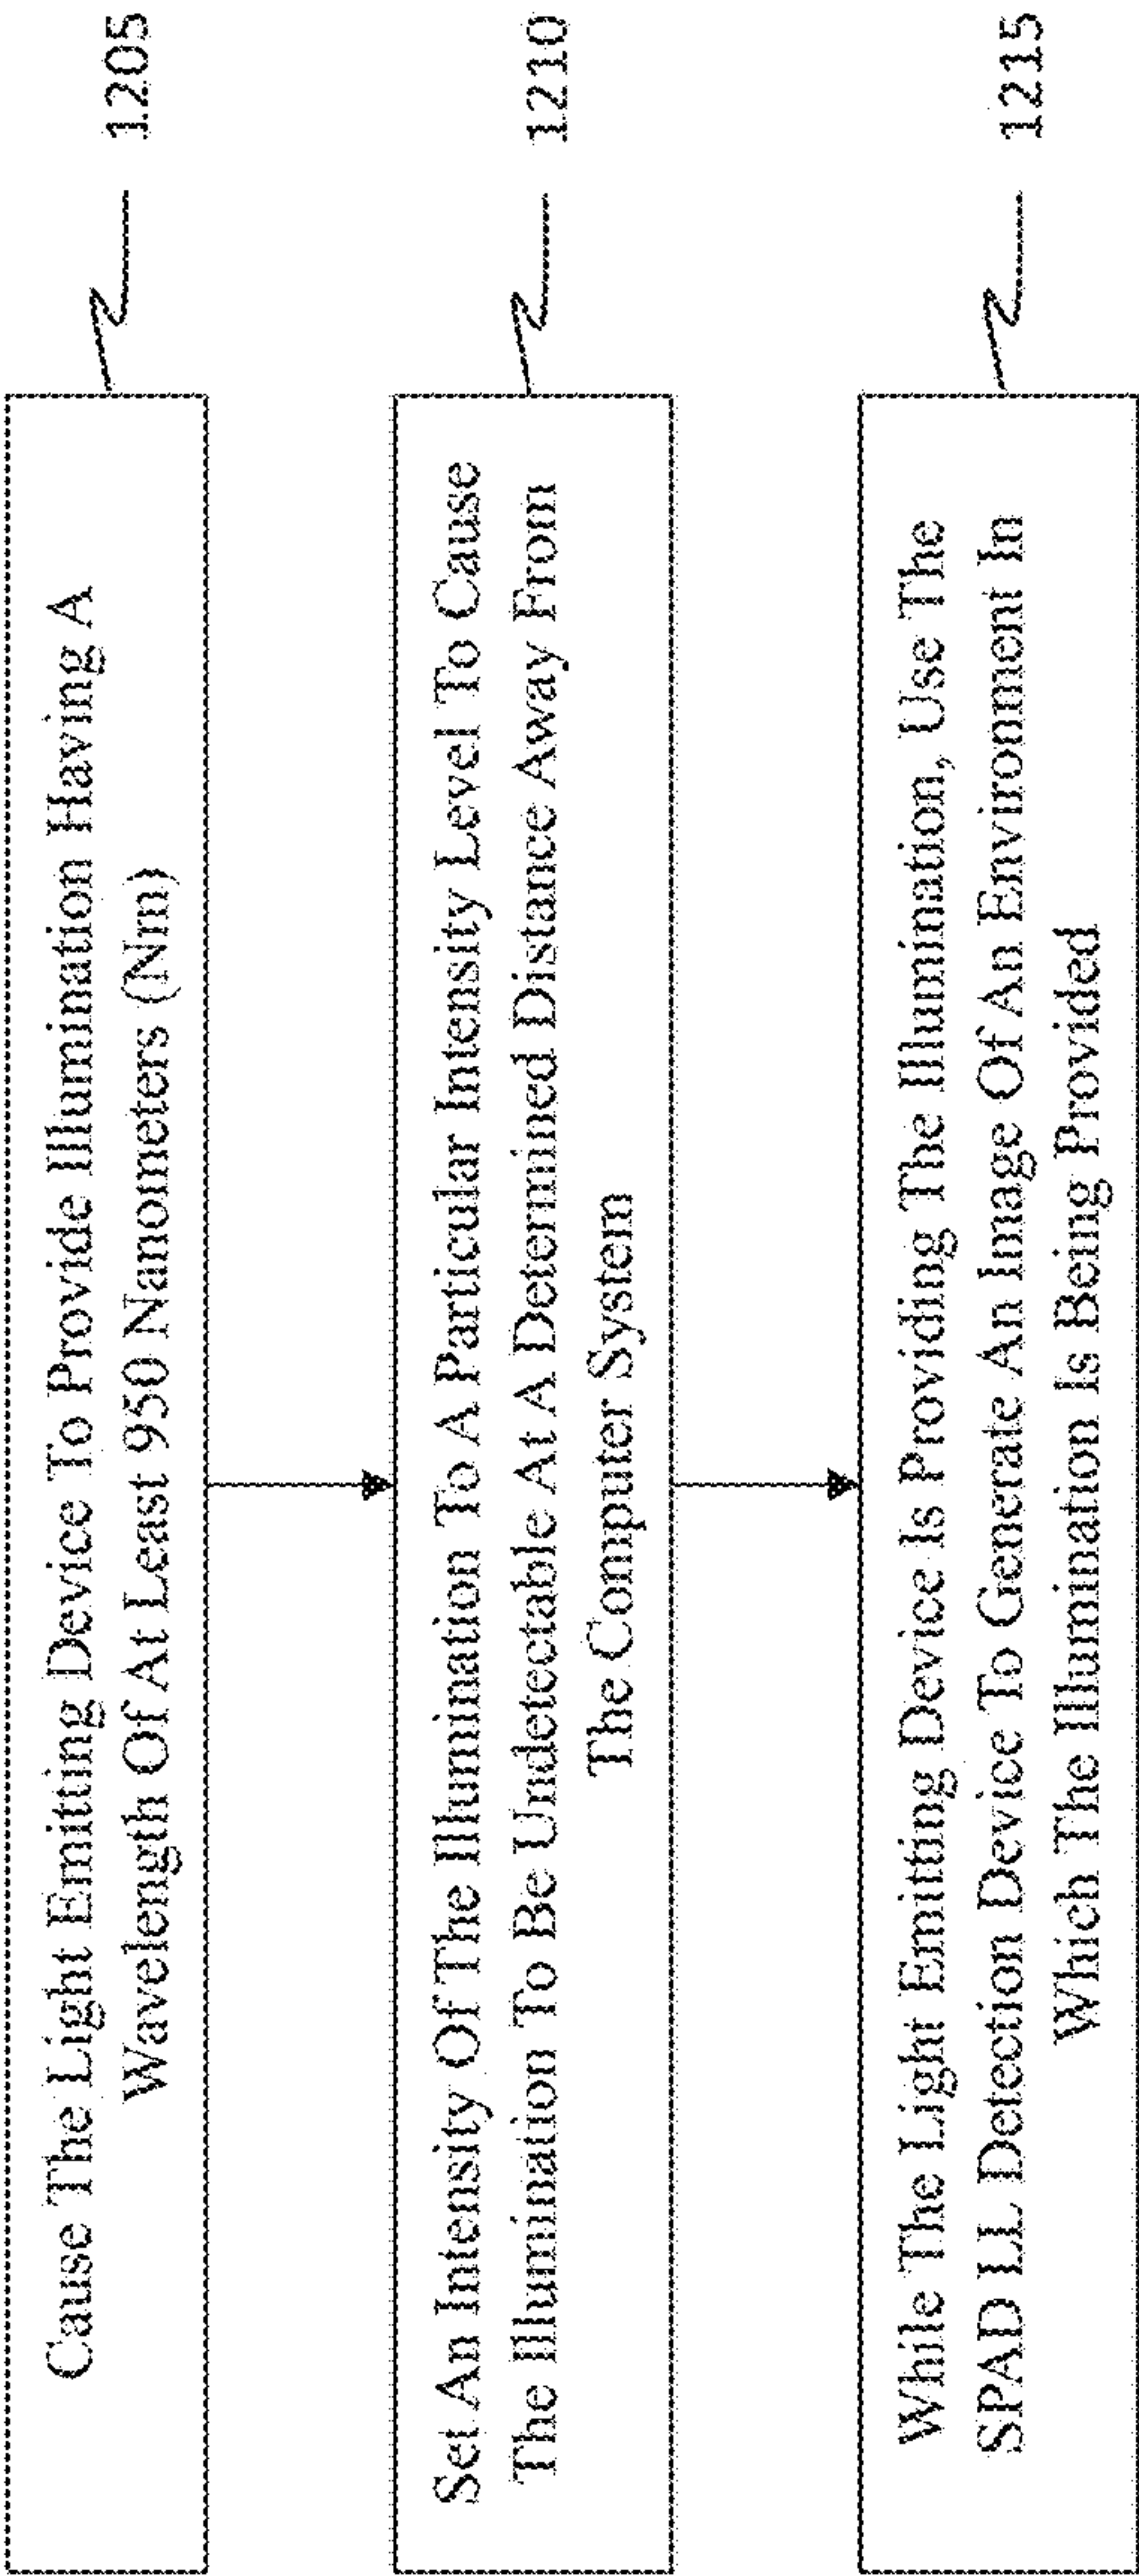 Cause The Light Emitting Device To Provide Illumination Having A
Wavelength Of At Least 950 Nanometers (Nm)
1205
Set An Intensity Of The Illumination To A Particular Intensity Level To Cause
The Illumination To Be Undetectable At A Determined Distance Away From
The Computer System
1210
While The Light Emitting Device Is Providing The Illumination, Use The
SPAD LL Detection Device To Generate An Image Of An Environment In
Which The Illumination Is Being Provided
1215